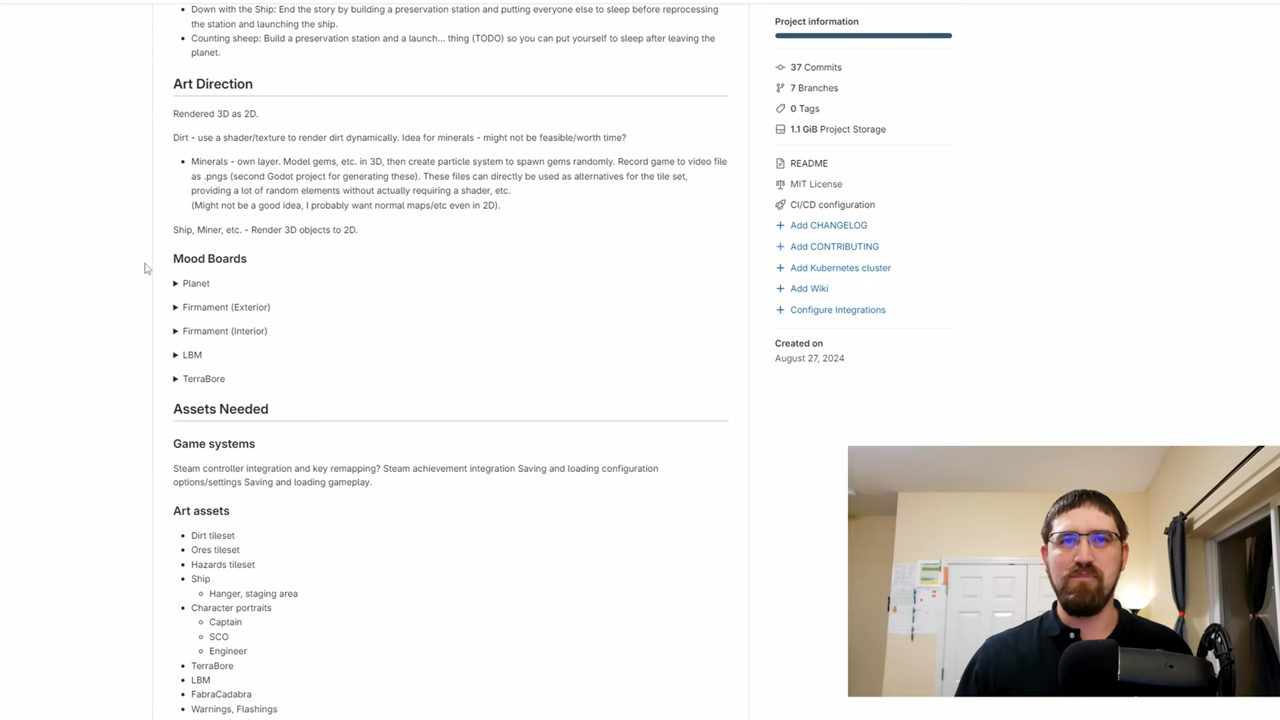 Down with the Ship: End the story by building a preservation station and putting everyone else to sleep before reprocessing
the station and launching the ship.
Counting sheep: Build a preservation station and a launch... thing (TODO) so you can put yourself to sleep after leaving the
planet.
Art Direction
Rendered 3D as 2D.
Dirt - use a shader/texture to render dirt dynamically. Idea for minerals - might not be feasible/worth time?
Minerals - own layer. Model gems, etc. in 3D, then create particle system to spawn gems randomly. Record game to video file
as .pngs (second Godot project for generating these). These files can directly be used as alternatives for the tile set,
providing a lot of random elements without actually requiring a shader, etc.
(Might not be a good idea, I probably want normal maps/etc even in 2D).
Ship, Miner, etc. - Render 3D objects to 2D.
Mood Boards
Planet
Firmament (Exterior)
Firmament (Interior)
LBM
TerraBore
Assets Needed
Game systems
Steam controller integration and key remapping? Steam achievement integration Saving and loading configuration
options/settings Saving and loading gameplay.
Art assets
Dirt tileset
Ores tileset
Hazards tileset
Ship
Hanger, staging area
Character portraits
Captain
SCO
Engineer
TerraBore
LBM
FabraCadabra
Warnings, Flashings
Project information
37 Commits
7 Branches
0 Tags
1.1 GiB Project Storage
README
MIT License
CI/CD configuration
Add CHANGELOG
Add CONTRIBUTING
Add Kubernetes cluster
Add Wiki
Configure Integrations
Created on
August 27, 2024